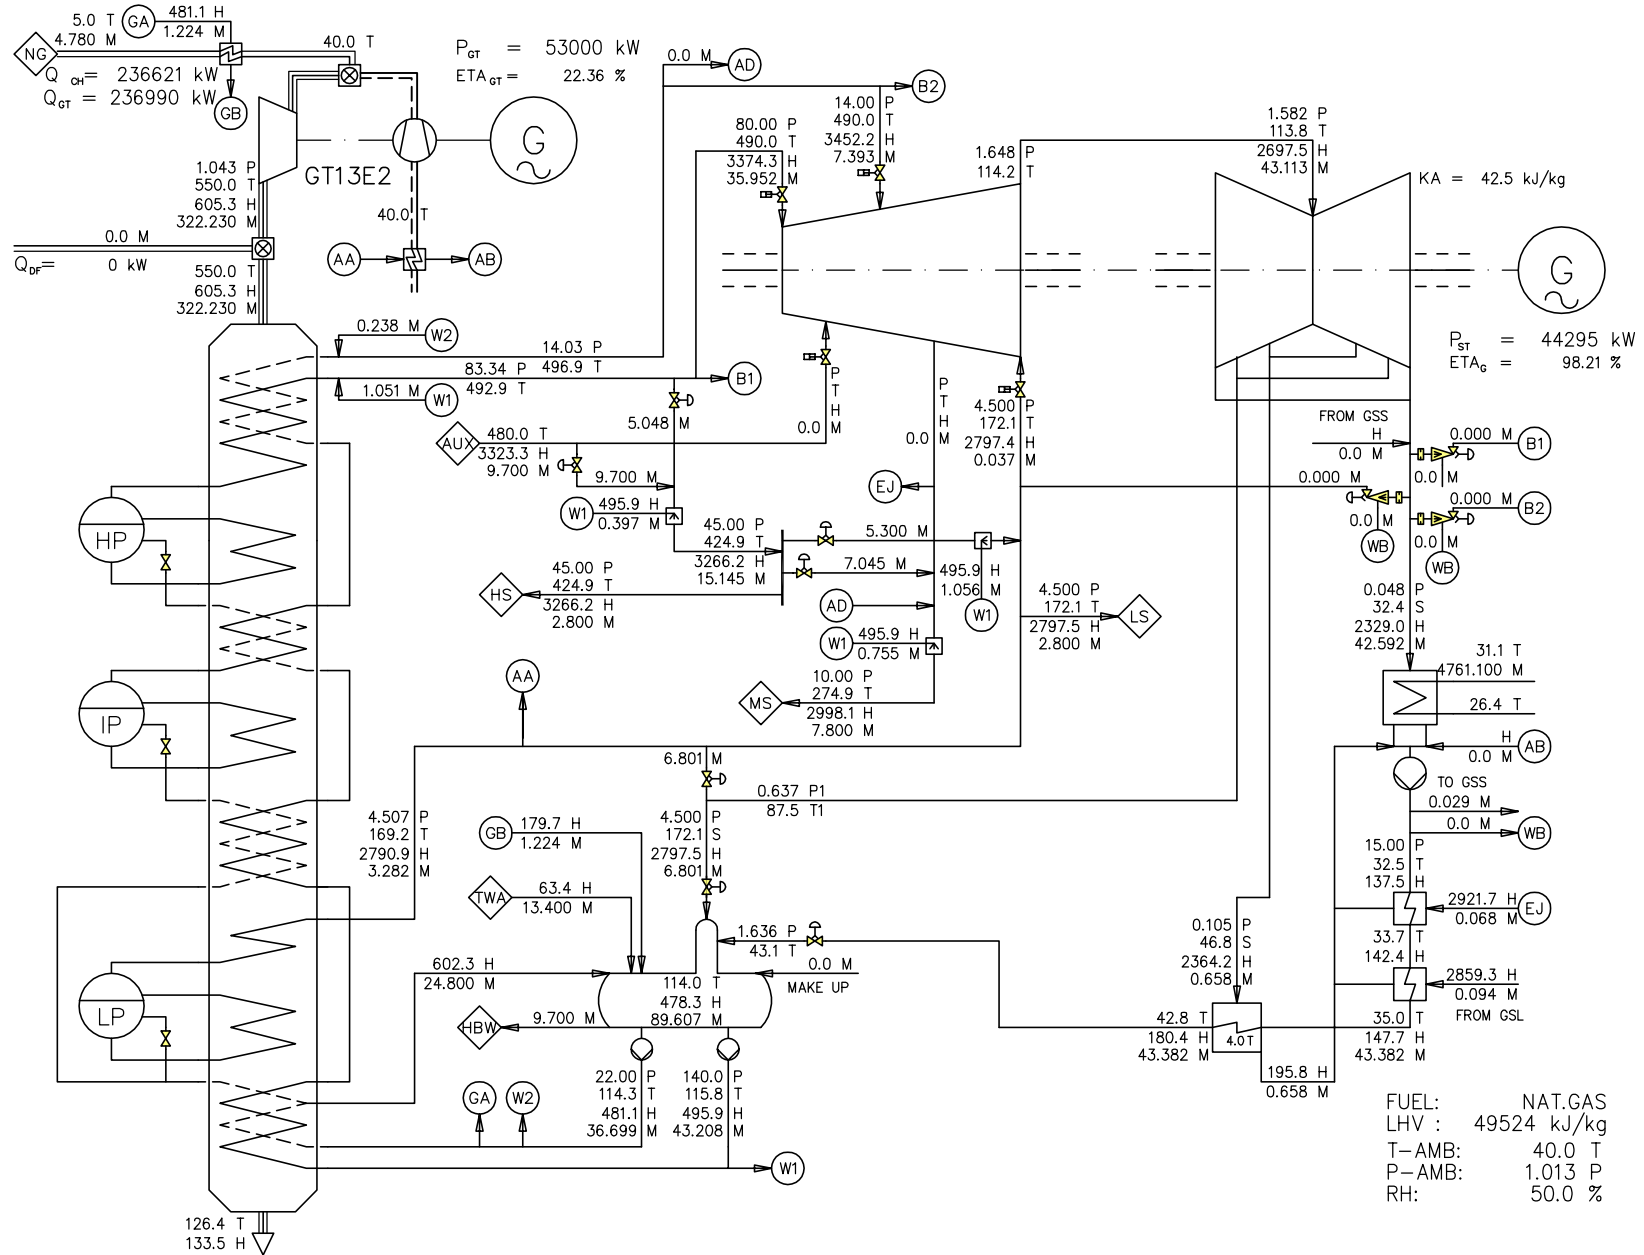 5.0 T
GA
481.1 H
1.224 M
4.780 M
NG
40.0 T
Q CH= 236621 kW
QGT = 236990 kW
GB
PGT = 53000 kW
ETAGT = 22.36 %
G
GT13E2
1.043 P
550.0 T
605.3 H
322.230 M
0.0 M
QDF= 0 kW
550.0 T
605.3 H
322.230 M
40.0 T
AA
AB
0.0 M
AD
B2
14.00 P
490.0 T
3452.2 H
7.393 M
80.00 P
490.0 T
3374.3 H
35.952 M
1.648 P
114.2 T
1.582 P
113.8 T
2697.5 H
43.113 M
KA = 42.5 kJ/kg
G
PST = 44295 kW
ETAG = 98.21 %
0.238 M
W2
14.03 P
496.9 T
83.34 P
492.9 T
B1
1.051 M
W1
5.048 M
AUX
480.0 T
3323.3 H
9.700 M
9.700 M
P
T
H
0.0 M
P
T
H
0.0 M
4.500 P
172.1 T
2797.4 H
0.037 M
W1
495.9 H
0.397 M
EJ
45.00 P
424.9 T
3266.2 H
15.145 M
5.300 M
7.045 M
495.9 H
1.056 M
W1
HS
45.00 P
424.9 T
3266.2 H
2.800 M
AD
W1
495.9 H
0.755 M
MS
10.00 P
274.9 T
2998.1 H
7.800 M
4.500 P
172.1 T
2797.5 H
2.800 M
LS
FROM GSS
H
0.0 M
0.000 M
B1
0.0 M
0.000 M
0.000 M
B2
0.0 M
WB
0.0 M
WB
0.048 P
32.4 S
2329.0 H
42.592 M
31.1 T
4761.100 M
26.4 T
H
0.0 M
AB
TO GSS
0.029 M
0.0 M
WB
15.00 P
32.5 T
137.5 H
2921.7 H
0.068 M
EJ
33.7 T
142.4 H
2859.3 H
0.094 M
FROM GSL
35.0 T
147.7 H
43.382 M
HP
IP
LP
AA
6.801 M
0.637 P1
87.5 T1
4.507 P
169.2 T
2790.9 H
3.282 M
GB
179.7 H
1.224 M
4.500 P
172.1 S
2797.5 H
6.801 M
TWA
63.4 H
13.400 M
1.636 P
43.1 T
0.0 M
MAKE UP
602.3 H
24.800 M
114.0 T
478.3 H
89.607 M
HBW
9.700 M
0.105 P
46.8 S
2364.2 H
0.658 M
42.8 T
180.4 H
43.382 M
4.0T
195.8 H
0.658 M
22.00 P
114.3 T
481.1 H
36.699 M
140.0 P
115.8 T
495.9 H
43.208 M
GA
W2
W1
126.4 T
133.5 H
FUEL: NAT.GAS
LHV : 49524 kJ/kg
T-AMB: 40.0 T
P-AMB: 1.013 P
RH: 50.0 %